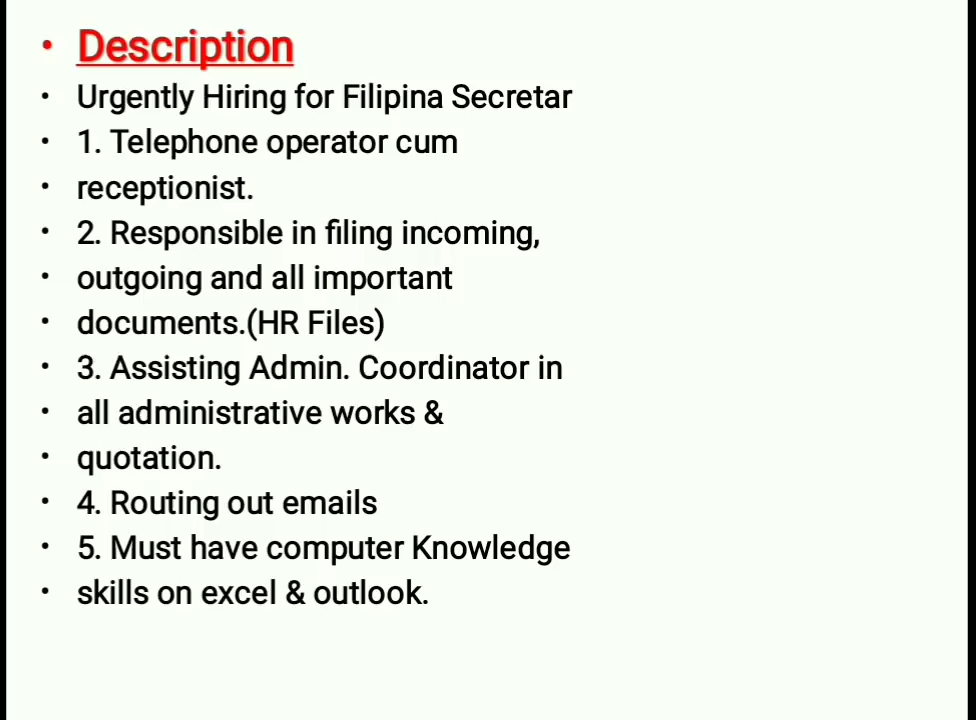 • Description
• Urgently Hiring for Filipina Secretar
• 1. Telephone operator cum
• receptionist.
• 2. Responsible in filing incoming,
• outgoing and all important
• documents.(HR Files)
• 3. Assisting Admin. Coordinator in
• all administrative works &
• quotation.
• 4. Routing out emails
• 5. Must have computer Knowledge
• skills on excel & outlook.